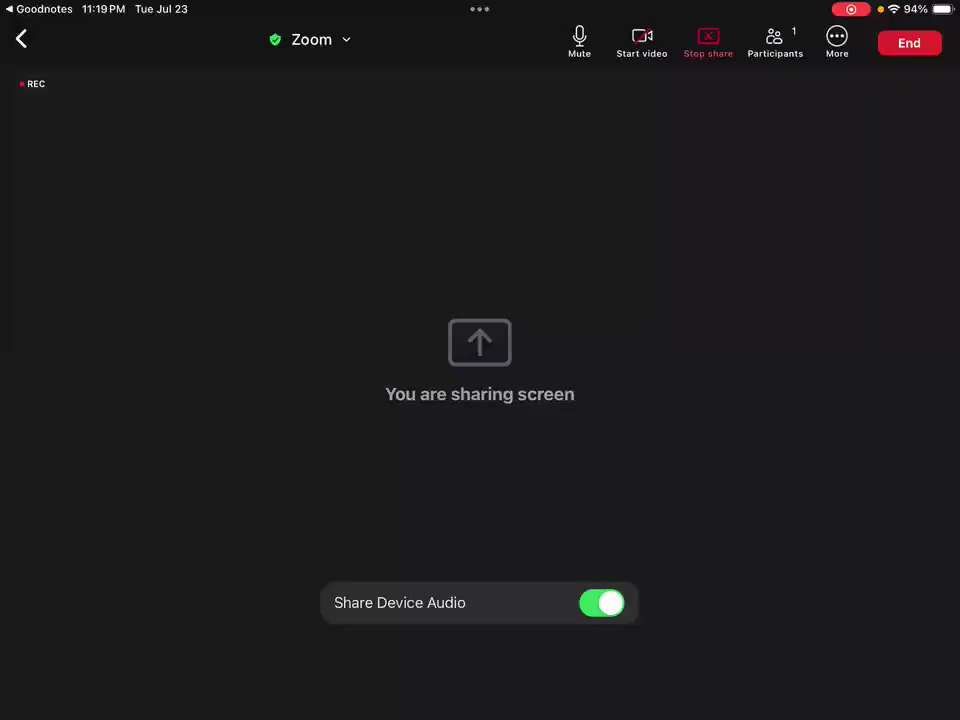 Goodnotes 11:19 PM Tue Jul 23
94%
Zoom
Mute
Start video
Stop share
Participants
1
More
End
REC
You are sharing screen
Share Device Audio